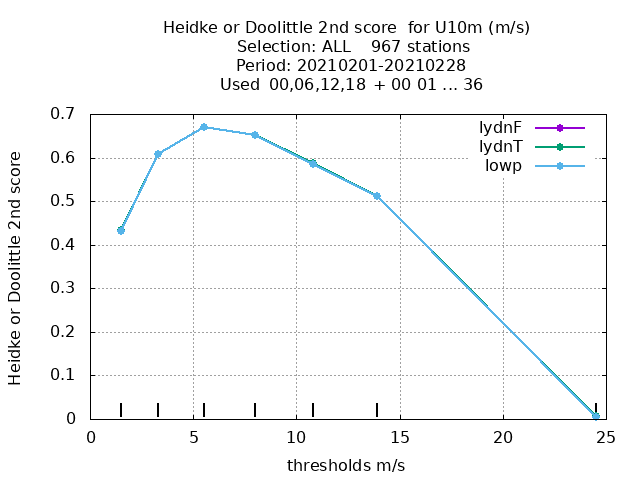 Heidke or Doolittle 2nd score  for U10m (m/s)
Selection: ALL    967 stations
Period: 20210201-20210228
Used  00,06,12,18  + 00 01 ... 36
lydnF
lydnT
lowp
Heidke or Doolittle 2nd score
0.7
0.6
0.5
0.4
0.3
0.2
0.1
0
0 5 10 15 20 25
thresholds m/s